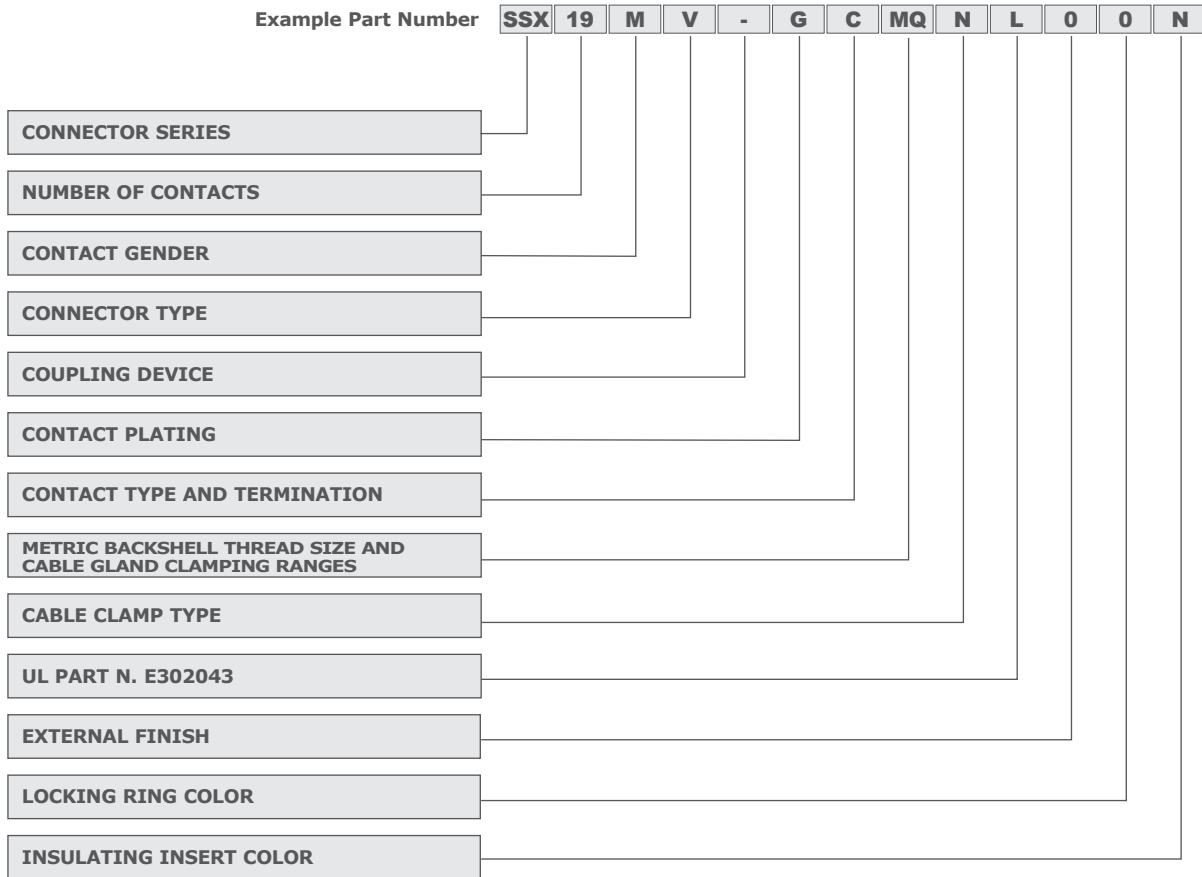 Example Part Number SSX 19 M V - G C MQ N L 0 0 N
CONNECTOR SERIES
NUMBER OF CONTACTS
CONTACT GENDER
CONNECTOR TYPE
COUPLING DEVICE
CONTACT PLATING
CONTACT TYPE AND TERMINATION
METRIC BACKSHELL THREAD SIZE AND
CABLE GLAND CLAMPING RANGES
CABLE CLAMP TYPE
UL PART N. E302043
EXTERNAL FINISH
LOCKING RING COLOR
INSULATING INSERT COLOR